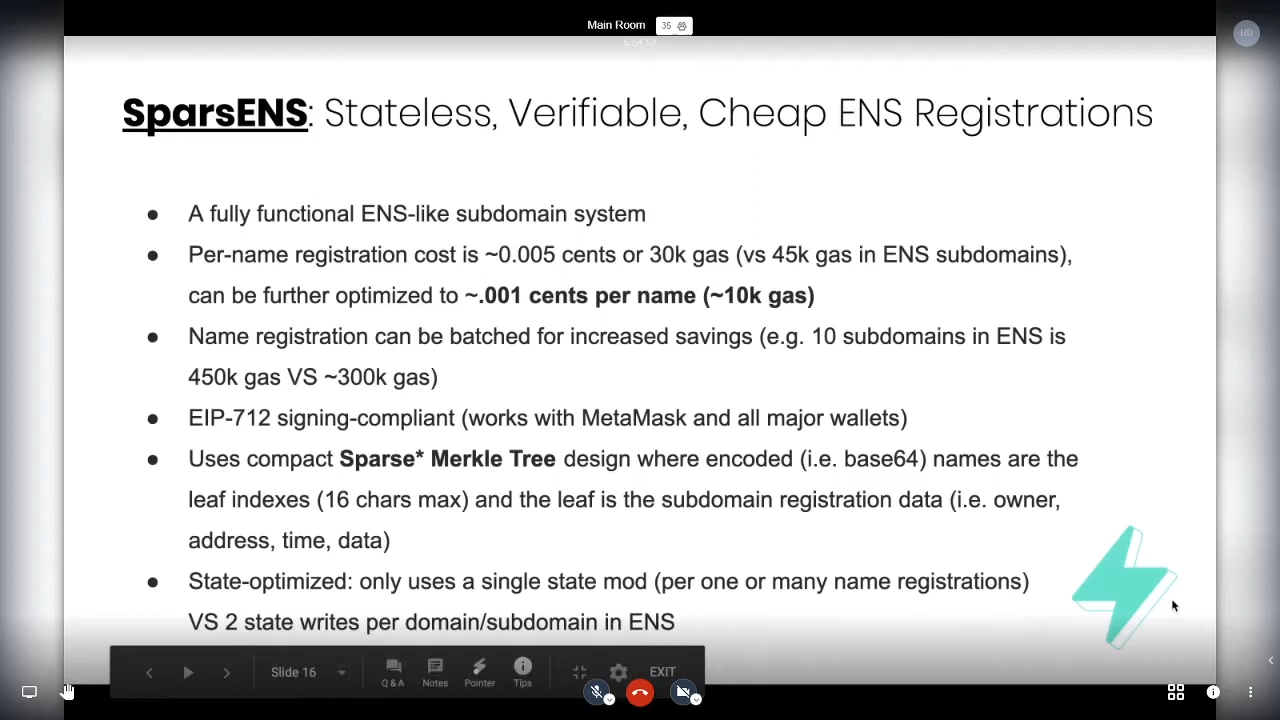 Main Room 35
5:54:52
HD
SparsENS: Stateless, Verifiable, Cheap ENS Registrations
● A fully functional ENS-like subdomain system
● Per-name registration cost is ~0.005 cents or 30k gas (vs 45k gas in ENS subdomains),
can be further optimized to ~.001 cents per name (~10k gas)
● Name registration can be batched for increased savings (e.g. 10 subdomains in ENS is
450k gas VS ~300k gas)
● EIP-712 signing-compliant (works with MetaMask and all major wallets)
● Uses compact Sparse* Merkle Tree design where encoded (i.e. base64) names are the
leaf indexes (16 chars max) and the leaf is the subdomain registration data (i.e. owner,
address, time, data)
● State-optimized: only uses a single state mod (per one or many name registrations)
VS 2 state writes per domain/subdomain in ENS
Slide 16
Q & A Notes Pointer Tips
EXIT